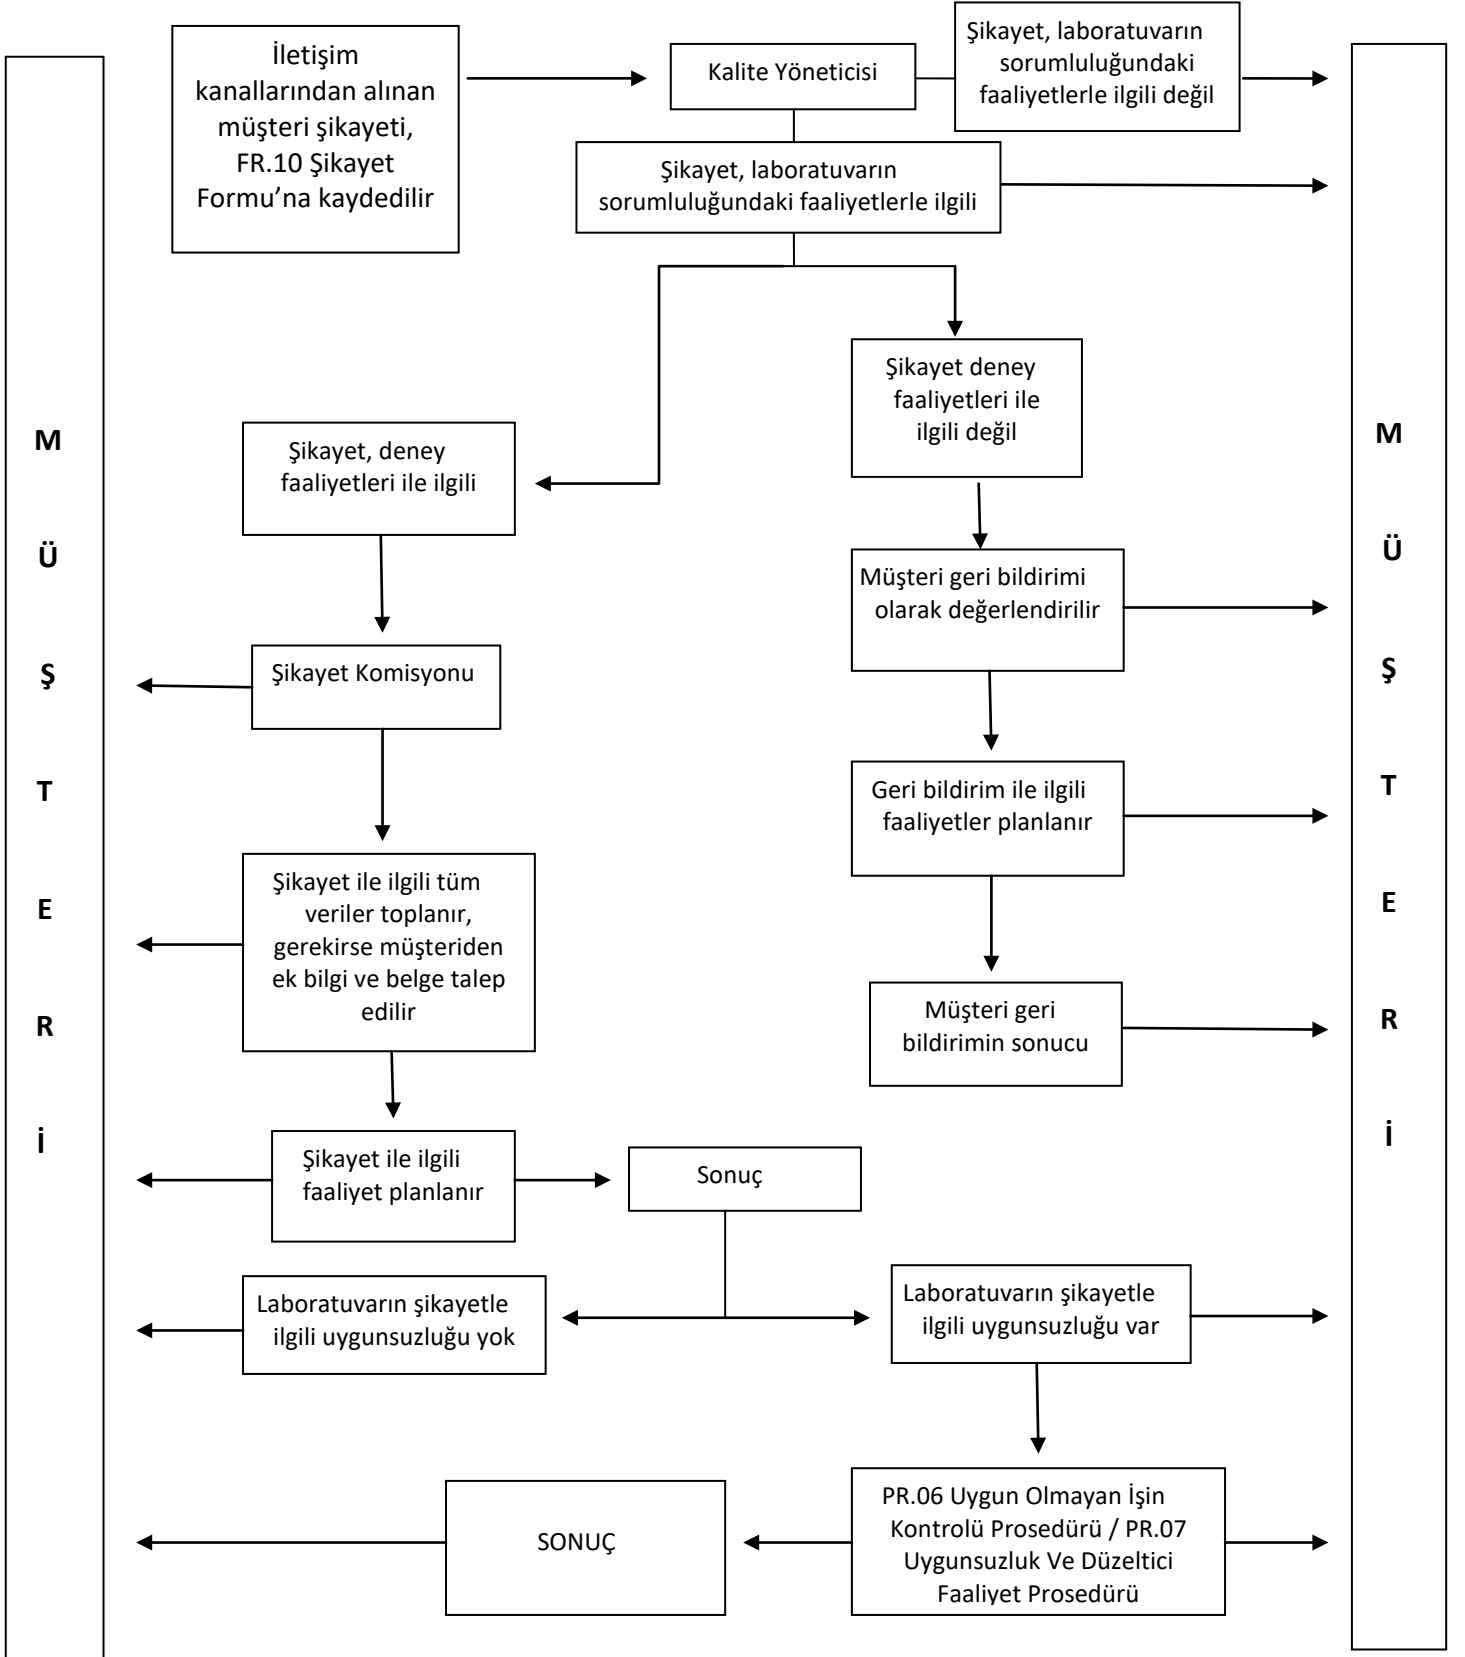 İletişim
kanallarından alınan
müşteri şikayeti,
FR.10 Şikayet
Formu’na kaydedilir
Kalite Yöneticisi
Şikayet, laboratuvarın
sorumluluğundaki
faaliyetlerle ilgili değil
Şikayet, laboratuvarın
sorumluluğundaki faaliyetlerle ilgili
Şikayet deney
faaliyetleri ile
ilgili değil
Şikayet, deney
faaliyetleri ile ilgili
Müşteri geri bildirimi
olarak değerlendirilir
Şikayet Komisyonu
Geri bildirim ile ilgili
faaliyetler planlanır
Şikayet ile ilgili tüm
veriler toplanır,
gerekirse müşteriden
ek bilgi ve belge talep
edilir
Müşteri geri
bildirimin sonucu
Şikayet ile ilgili
faaliyet planlanır
Sonuç
Laboratuvarın şikayetle
ilgili uygunsuzluğu yok
Laboratuvarın şikayetle
ilgili uygunsuzluğu var
PR.06 Uygun Olmayan İşin
Kontrolü Prosedürü / PR.07
Uygunsuzluk Ve Düzeltici
Faaliyet Prosedürü
SONUÇ
M
Ü
Ş
T
E
R
İ
M
Ü
Ş
T
E
R
İ